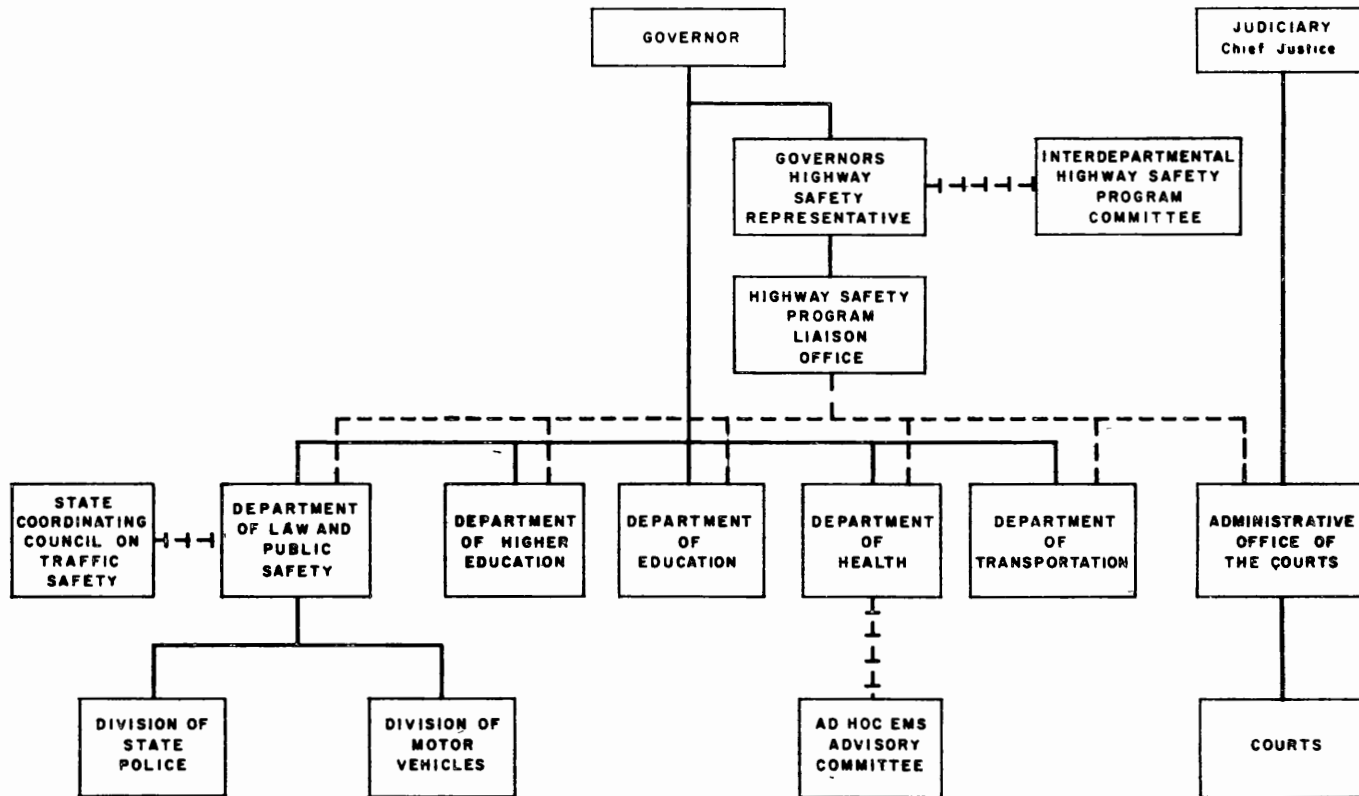 GOVERNOR
JUDICIARY
Chief Justice
GOVERNORS
HIGHWAY
SAFETY
REPRESENTATIVE
INTERDEPARTMENTAL
HIGHWAY SAFETY
PROGRAM
COMMITTEE
HIGHWAY SAFETY
PROGRAM
LIAISON
OFFICE
STATE
COORDINATING
COUNCIL ON
TRAFFIC
SAFETY
DEPARTMENT
OF LAW AND
PUBLIC
SAFETY
DEPARTMENT
OF HIGHER
EDUCATION
DEPARTMENT
OF
EDUCATION
DEPARTMENT
OF
HEALTH
DEPARTMENT
OF
TRANSPORTATION
ADMINISTRATIVE
OFFICE OF
THE COURTS
DIVISION OF
STATE
POLICE
DIVISION OF
MOTOR
VEHICLES
AD HOC EMS
ADVISORY
COMMITTEE
COURTS